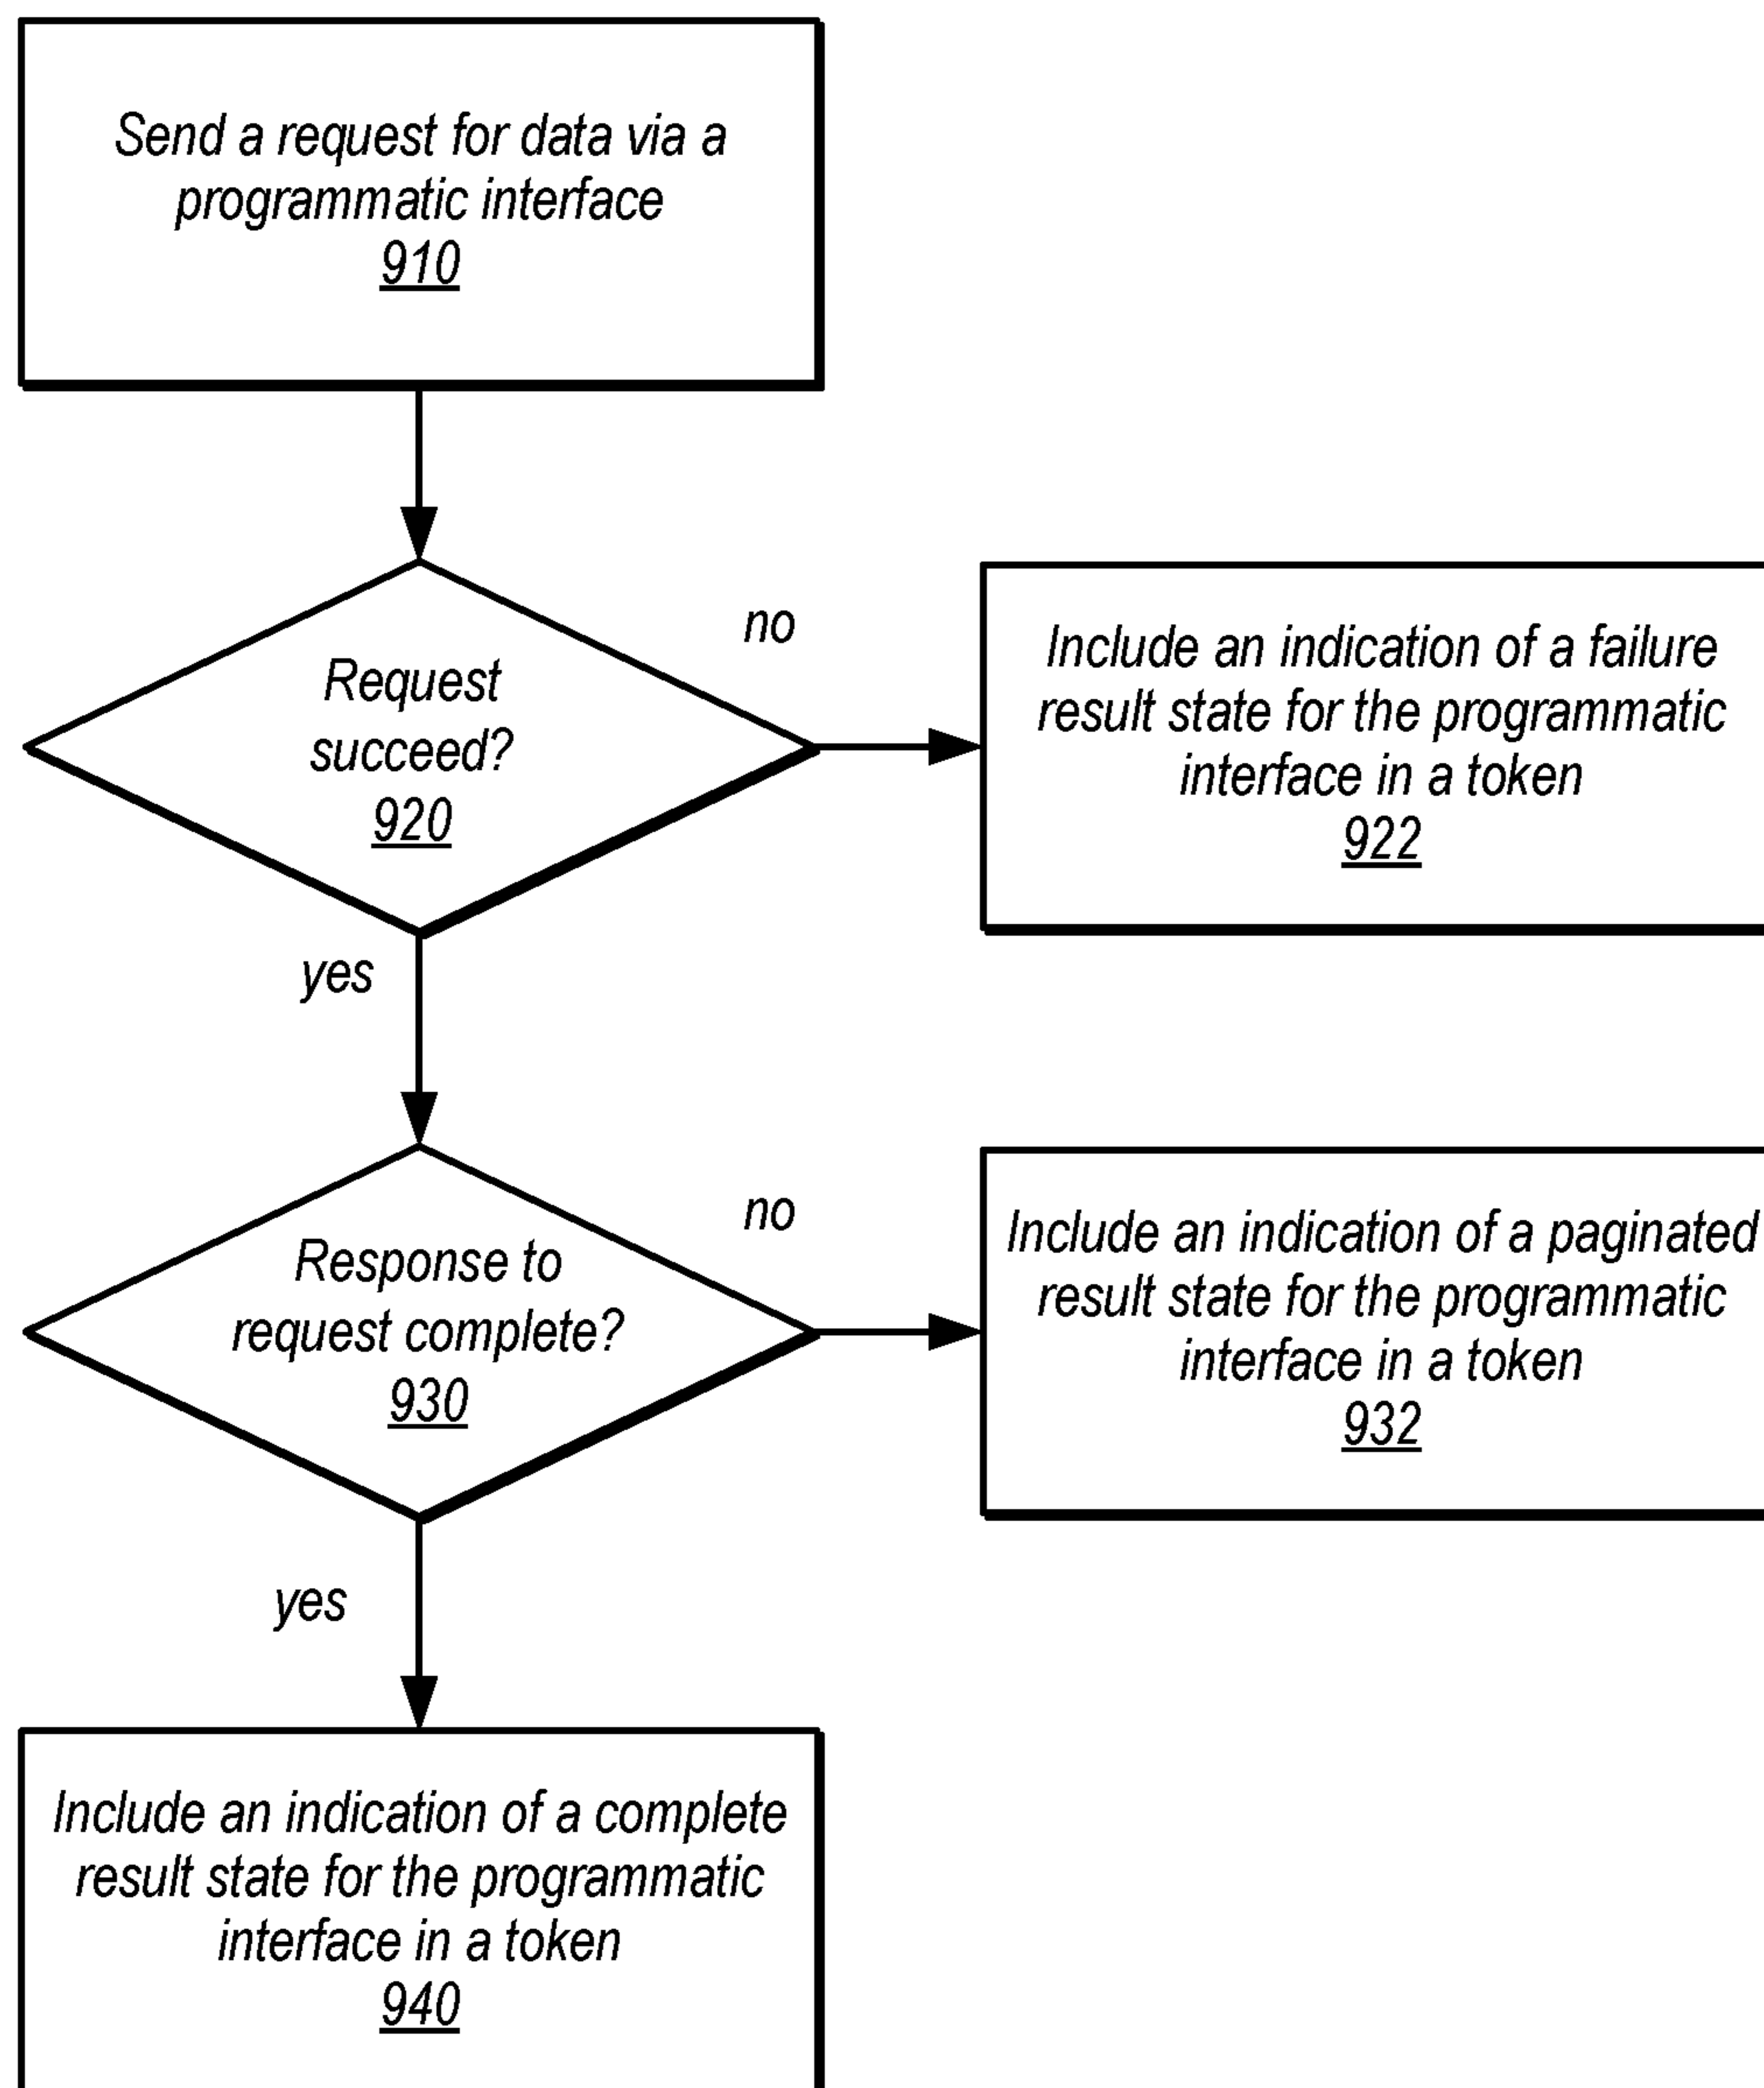 Send a request for data via a
programmatic interface
910
no
Request
succeed?
920
Include an indication of a failure
result state for the programmatic
interface in a token
922
yes
no
Response to
request complete?
930
Include an indication of a paginated
result state for the programmatic
interface in a token
932
yes
Include an indication of a complete
result state for the programmatic
interface in a token
940